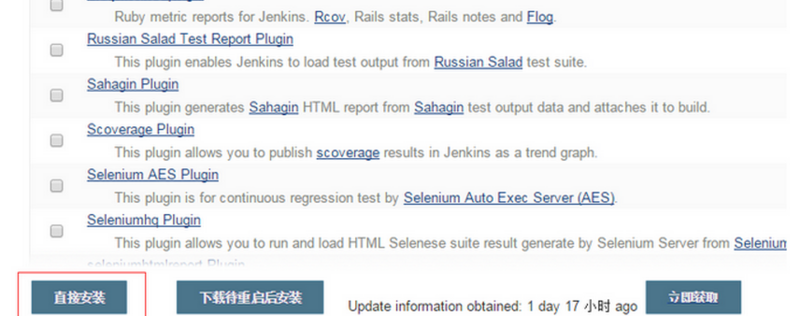 Ruby metric reports for Jenkins. Rcov, Rails stats, Rails notes and Flog.
Russian Salad Test Report Plugin
This plugin enables Jenkins to load test output from Russian Salad test suite.
Sahagin Plugin
This plugin generates Sahagin HTML report from Sahagin test output data and attaches it to build.
Scoverage Plugin
This plugin allows you to publish scoverage results in Jenkins as a trend graph.
Selenium AES Plugin
This plugin is for continuous regression test by Selenium Auto Exec Server (AES).
Seleniumhq Plugin
This plugin allows you to run and load HTML Selenese suite result generate by Selenium Server from Selenium
seleniumhtmlreport Plugin
直接安装 下载待重启后安装 Update information obtained: 1 day 17 小时 ago 立即获取